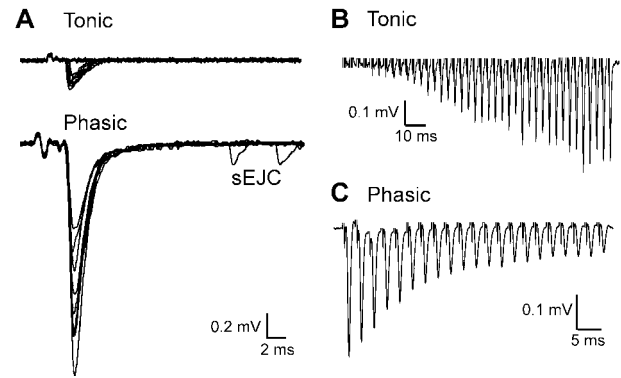 A Tonic
Phasic
sEJC
0.2 mV
2 ms
B Tonic
0.1 mV
10 ms
C Phasic
0.1 mV
5 ms